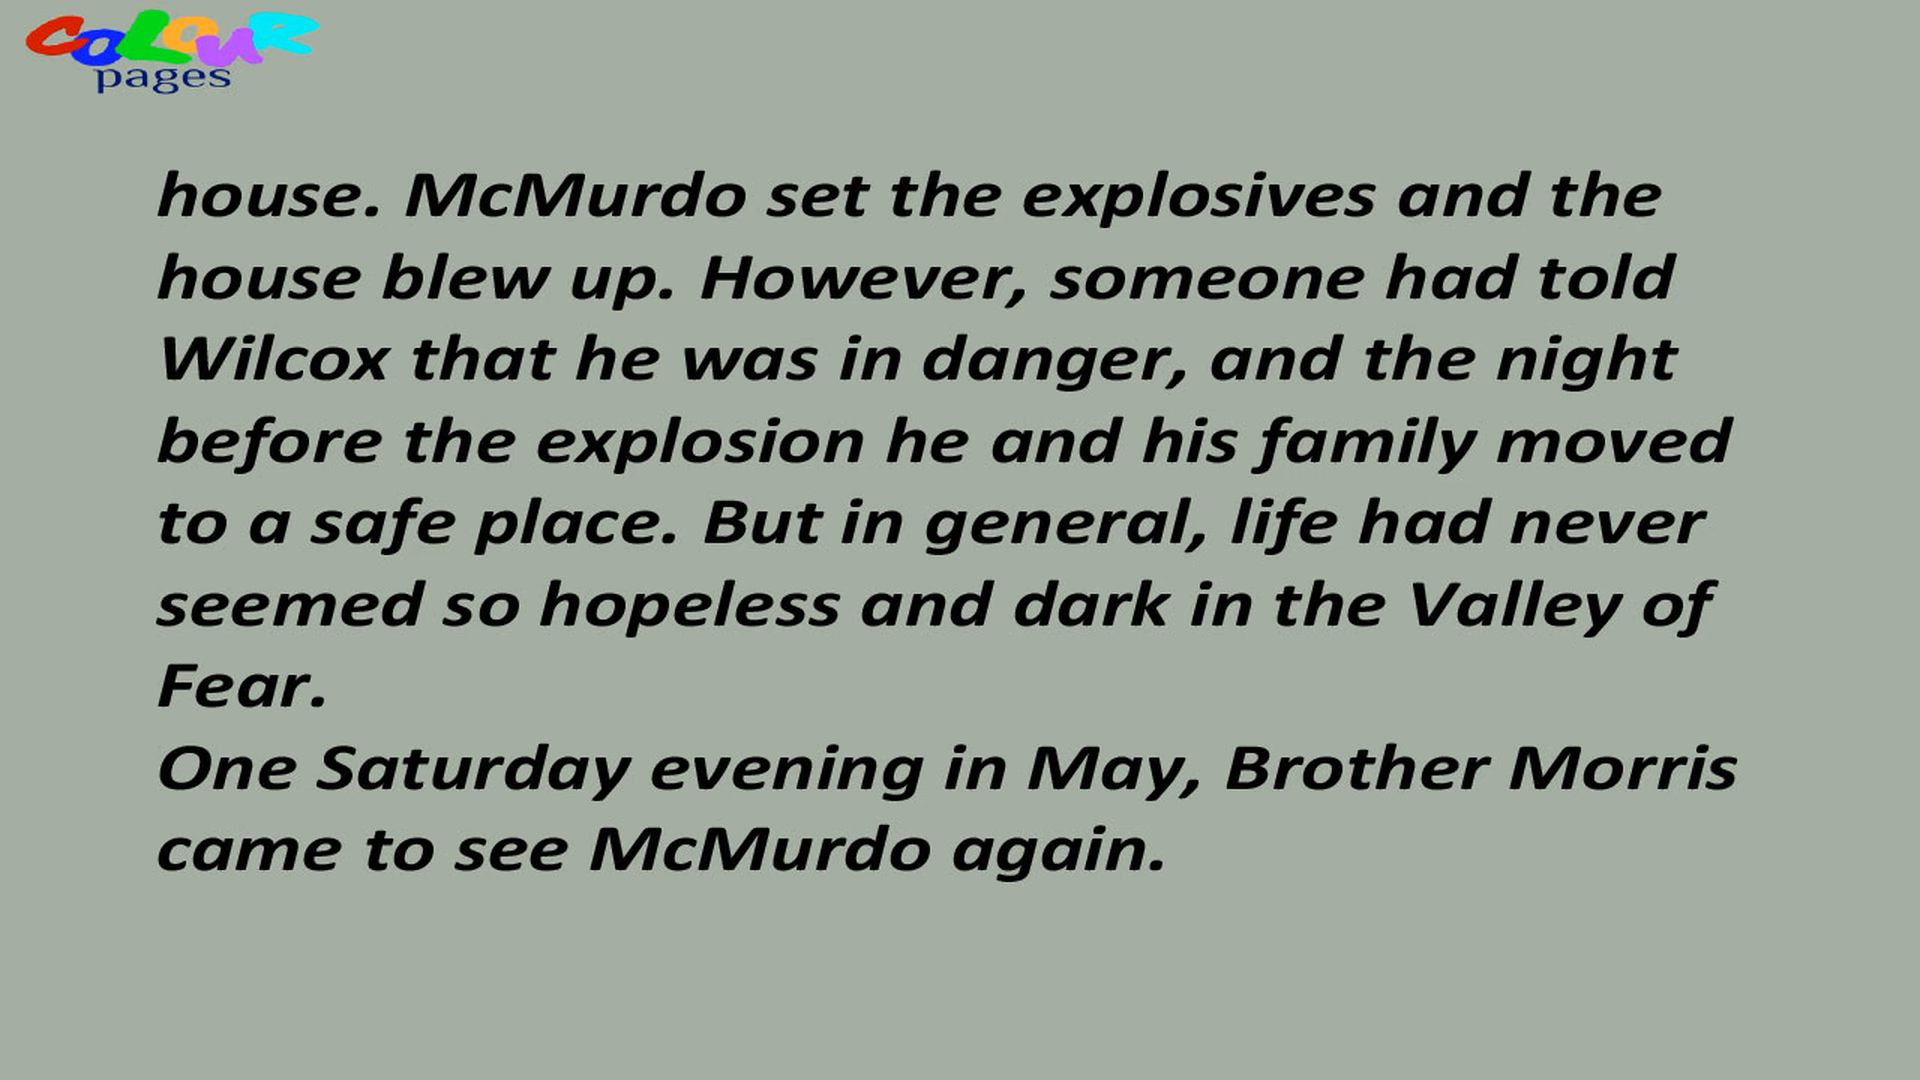 COLOUR
pages
house. McMurdo set the explosives and the
house blew up. However, someone had told
Wilcox that he was in danger, and the night
before the explosion he and his family moved
to a safe place. But in general, life had never
seemed so hopeless and dark in the Valley of
Fear.
One Saturday evening in May, Brother Morris
came to see McMurdo again.